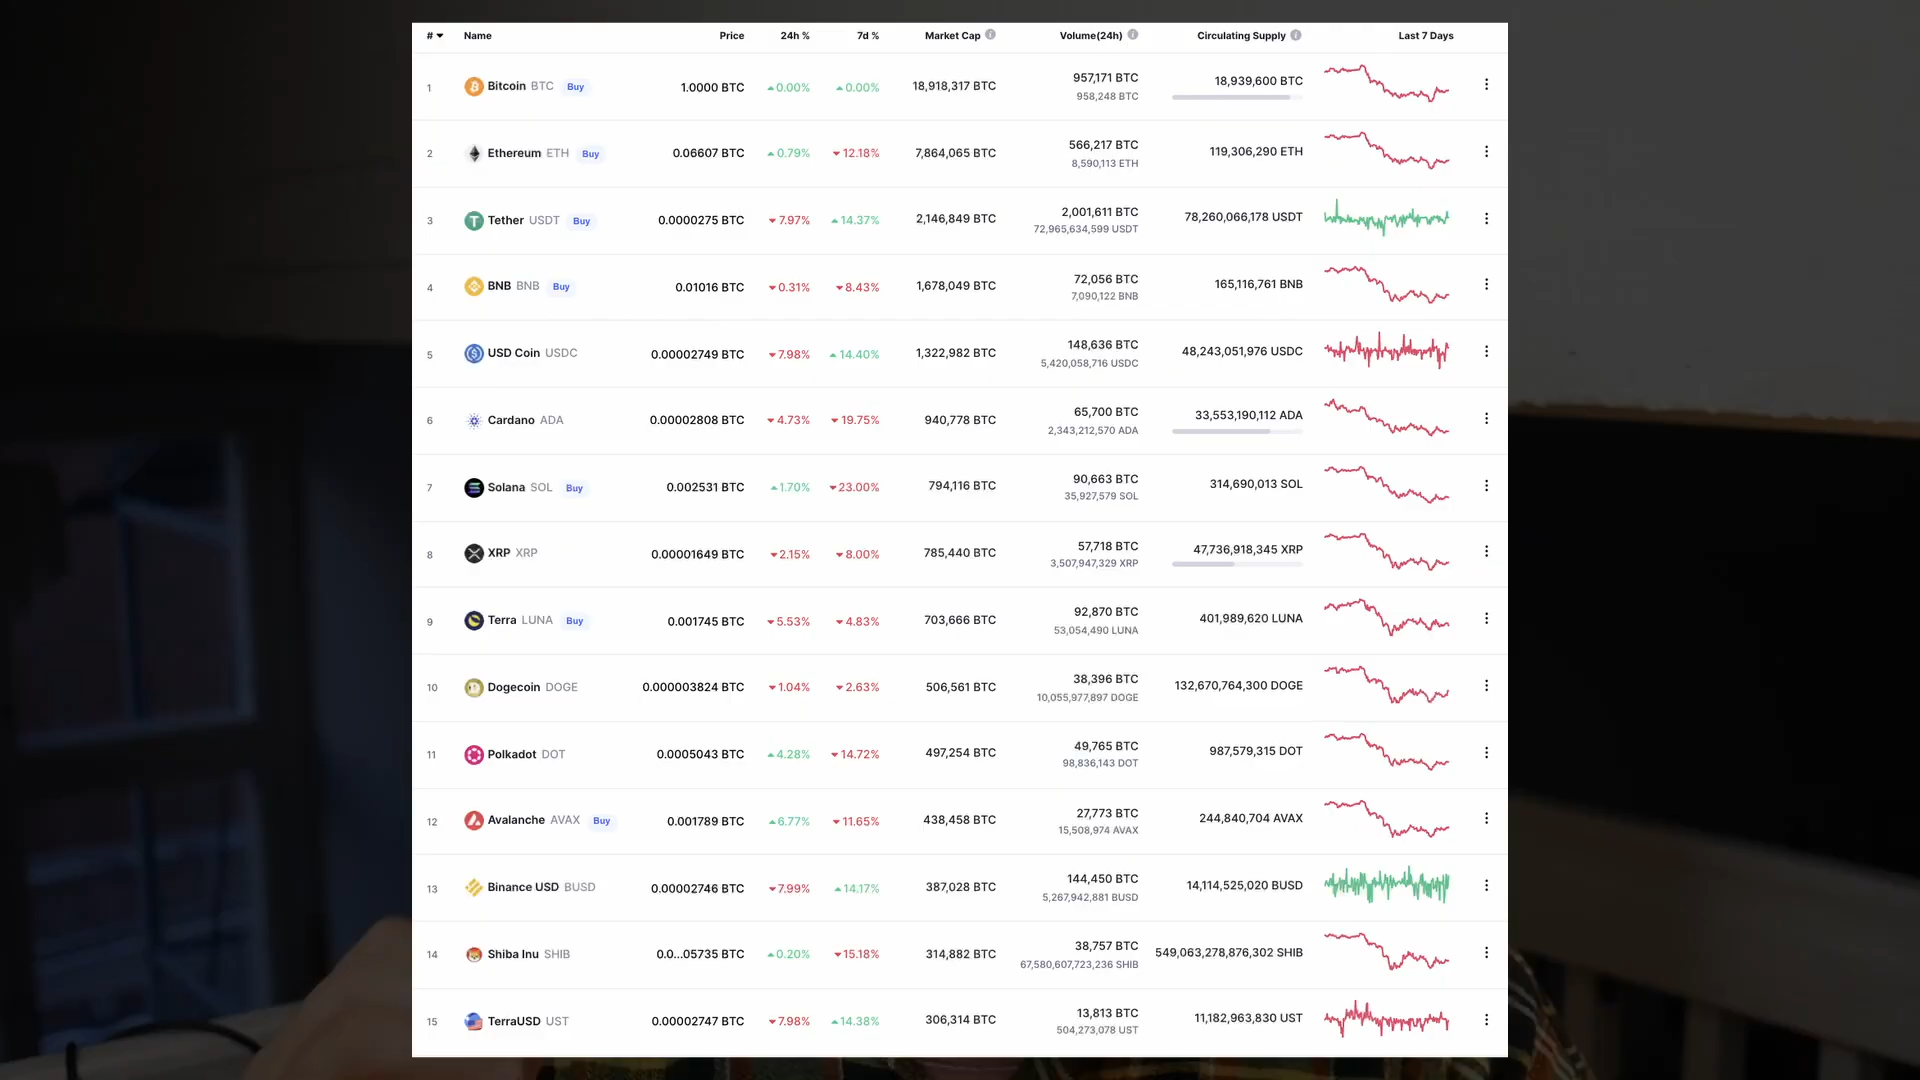 # Name Price 24h % 7d % Market Cap Volume(24h) Circulating Supply Last 7 Days
1 Bitcoin BTC Buy 1.0000 BTC 0.00% 0.00% 18,918,317 BTC 957,171 BTC 18,939,600 BTC
958,248 BTC
2 Ethereum ETH Buy 0.06607 BTC 0.79% 12.18% 7,864,065 BTC 566,217 BTC 119,306,290 ETH
8,590,113 ETH
3 Tether USDT Buy 0.0000275 BTC 7.97% 14.37% 2,146,849 BTC 2,001,611 BTC 78,260,066,178 USDT
72,965,634,599 USDT
4 BNB BNB Buy 0.01016 BTC 0.31% 8.43% 1,678,049 BTC 72,056 BTC 165,116,761 BNB
7,090,122 BNB
5 USD Coin USDC 0.00002749 BTC 7.98% 14.40% 1,322,982 BTC 148,636 BTC 48,243,051,976 USDC
5,420,058,716 USDC
6 Cardano ADA 0.00002808 BTC 4.73% 19.75% 940,778 BTC 65,700 BTC 33,553,190,112 ADA
2,343,212,570 ADA
7 Solana SOL Buy 0.002531 BTC 1.70% 23.00% 794,116 BTC 90,663 BTC 314,690,013 SOL
35,927,579 SOL
8 XRP XRP 0.00001649 BTC 2.15% 8.00% 785,440 BTC 57,718 BTC 47,736,918,345 XRP
3,507,947,329 XRP
9 Terra LUNA Buy 0.001745 BTC 5.53% 4.83% 703,666 BTC 92,870 BTC 401,989,620 LUNA
53,054,490 LUNA
10 Dogecoin DOGE 0.000003824 BTC 1.04% 2.63% 506,561 BTC 38,396 BTC 132,670,764,300 DOGE
10,055,977,897 DOGE
11 Polkadot DOT 0.0005043 BTC 4.28% 14.72% 497,254 BTC 49,765 BTC 987,579,315 DOT
98,836,143 DOT
12 Avalanche AVAX Buy 0.001789 BTC 6.77% 11.65% 438,458 BTC 27,773 BTC 244,840,704 AVAX
15,508,974 AVAX
13 Binance USD BUSD 0.00002746 BTC 7.99% 14.17% 387,028 BTC 144,450 BTC 14,114,525,020 BUSD
5,267,942,881 BUSD
14 Shiba Inu SHIB 0.0...05735 BTC 0.20% 15.18% 314,882 BTC 38,757 BTC 549,063,278,876,302 SHIB
67,580,607,723,236 SHIB
15 TerraUSD UST 0.00002747 BTC 7.98% 14.38% 306,314 BTC 13,813 BTC 11,182,963,830 UST
504,273,078 UST